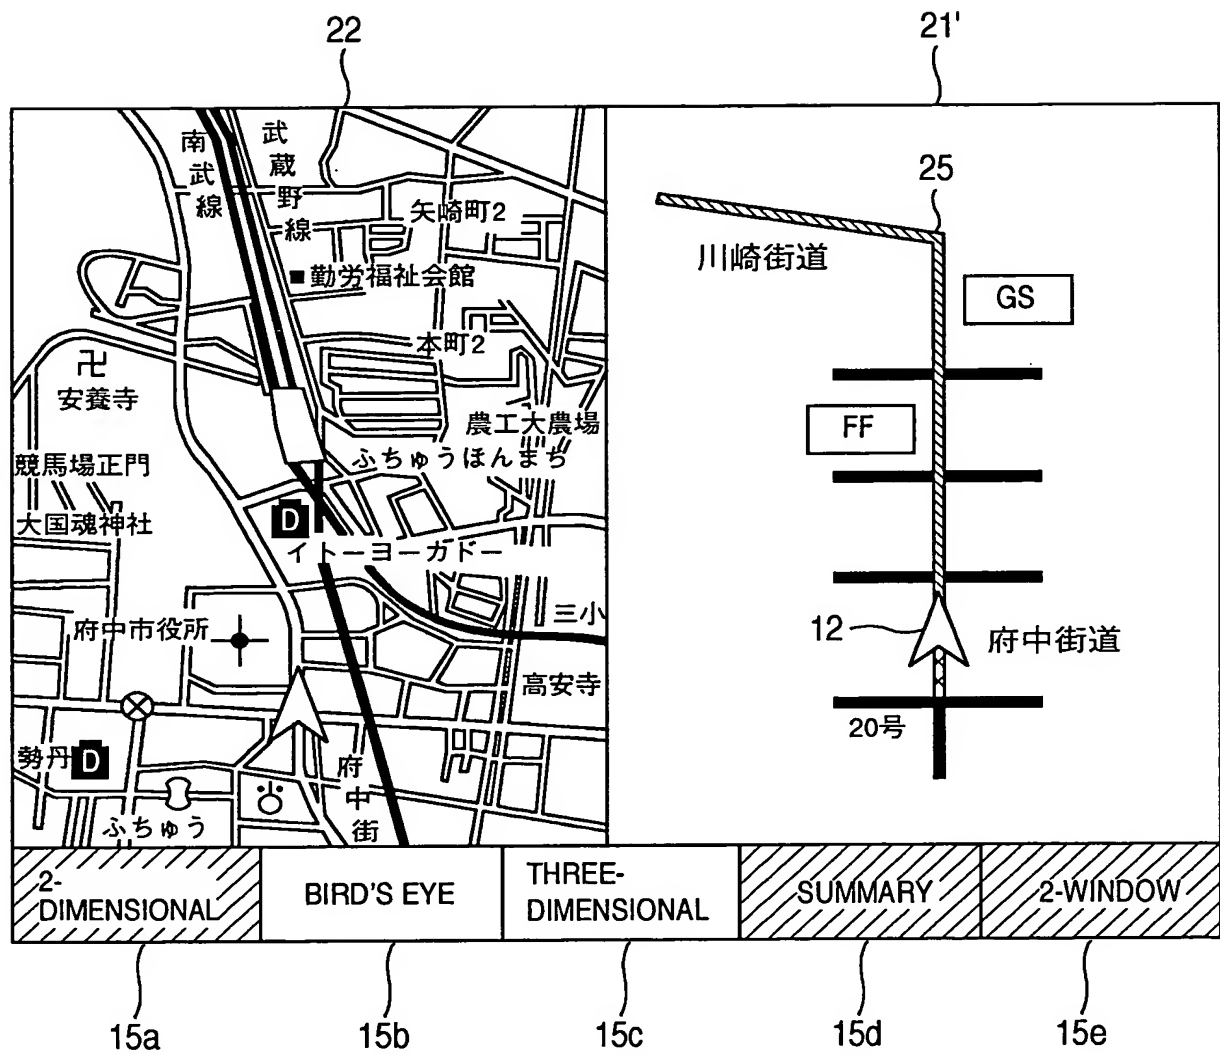 22
21'
南武線
武蔵野線
矢崎町2
勤労福祉会館
本町2
卍
安養寺
農工大農場
競馬場正門
ふちゅうほんまち
大国魂神社
D
イトーヨーカドー
三小
府中市役所
高安寺
勢丹
D
府中街
ふちゅう
25
川崎街道
GS
FF
12
府中街道
20号
2-
DIMENSIONAL
BIRD'S EYE
THREE-
DIMENSIONAL
SUMMARY
2-WINDOW
15a
15b
15c
15d
15e